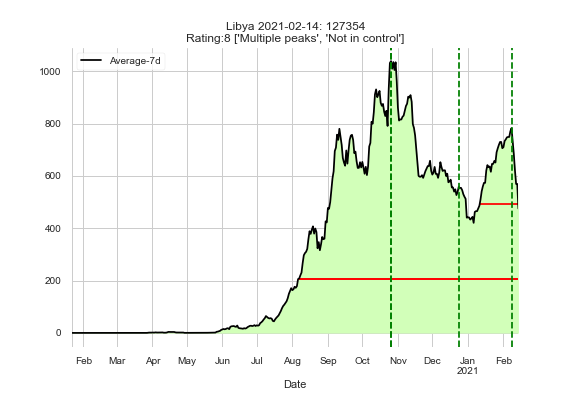 Libya 2021-02-14: 127354
Rating:8 ['Multiple peaks', 'Not in control']
Average-7d
1000
800
600
400
200
0
Feb Mar Apr May Jun Jul Aug Sep Oct Nov Dec Jan Feb
2021
Date